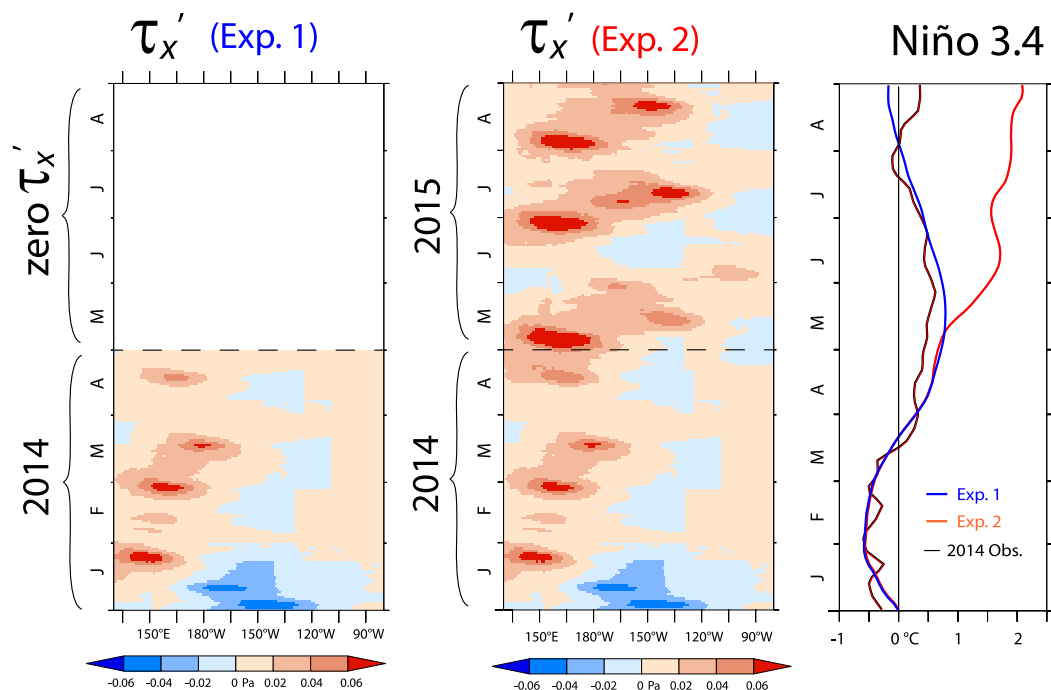 τx′ (Exp. 1)
τx′ (Exp. 2)
Niño 3.4
zero τx′
2014
A
J
J
M
A
M
F
J
150°E 180°W 150°W 120°W 90°W
-0.06 -0.04 -0.02 0 Pa 0.02 0.04 0.06
2015
2014
A
J
J
M
A
M
F
J
150°E 180°W 150°W 120°W 90°W
-0.06 -0.04 -0.02 0 Pa 0.02 0.04 0.06
A
J
J
M
A
M
F
J
Exp. 1
Exp. 2
2014 Obs.
-1 0 °C 1 2